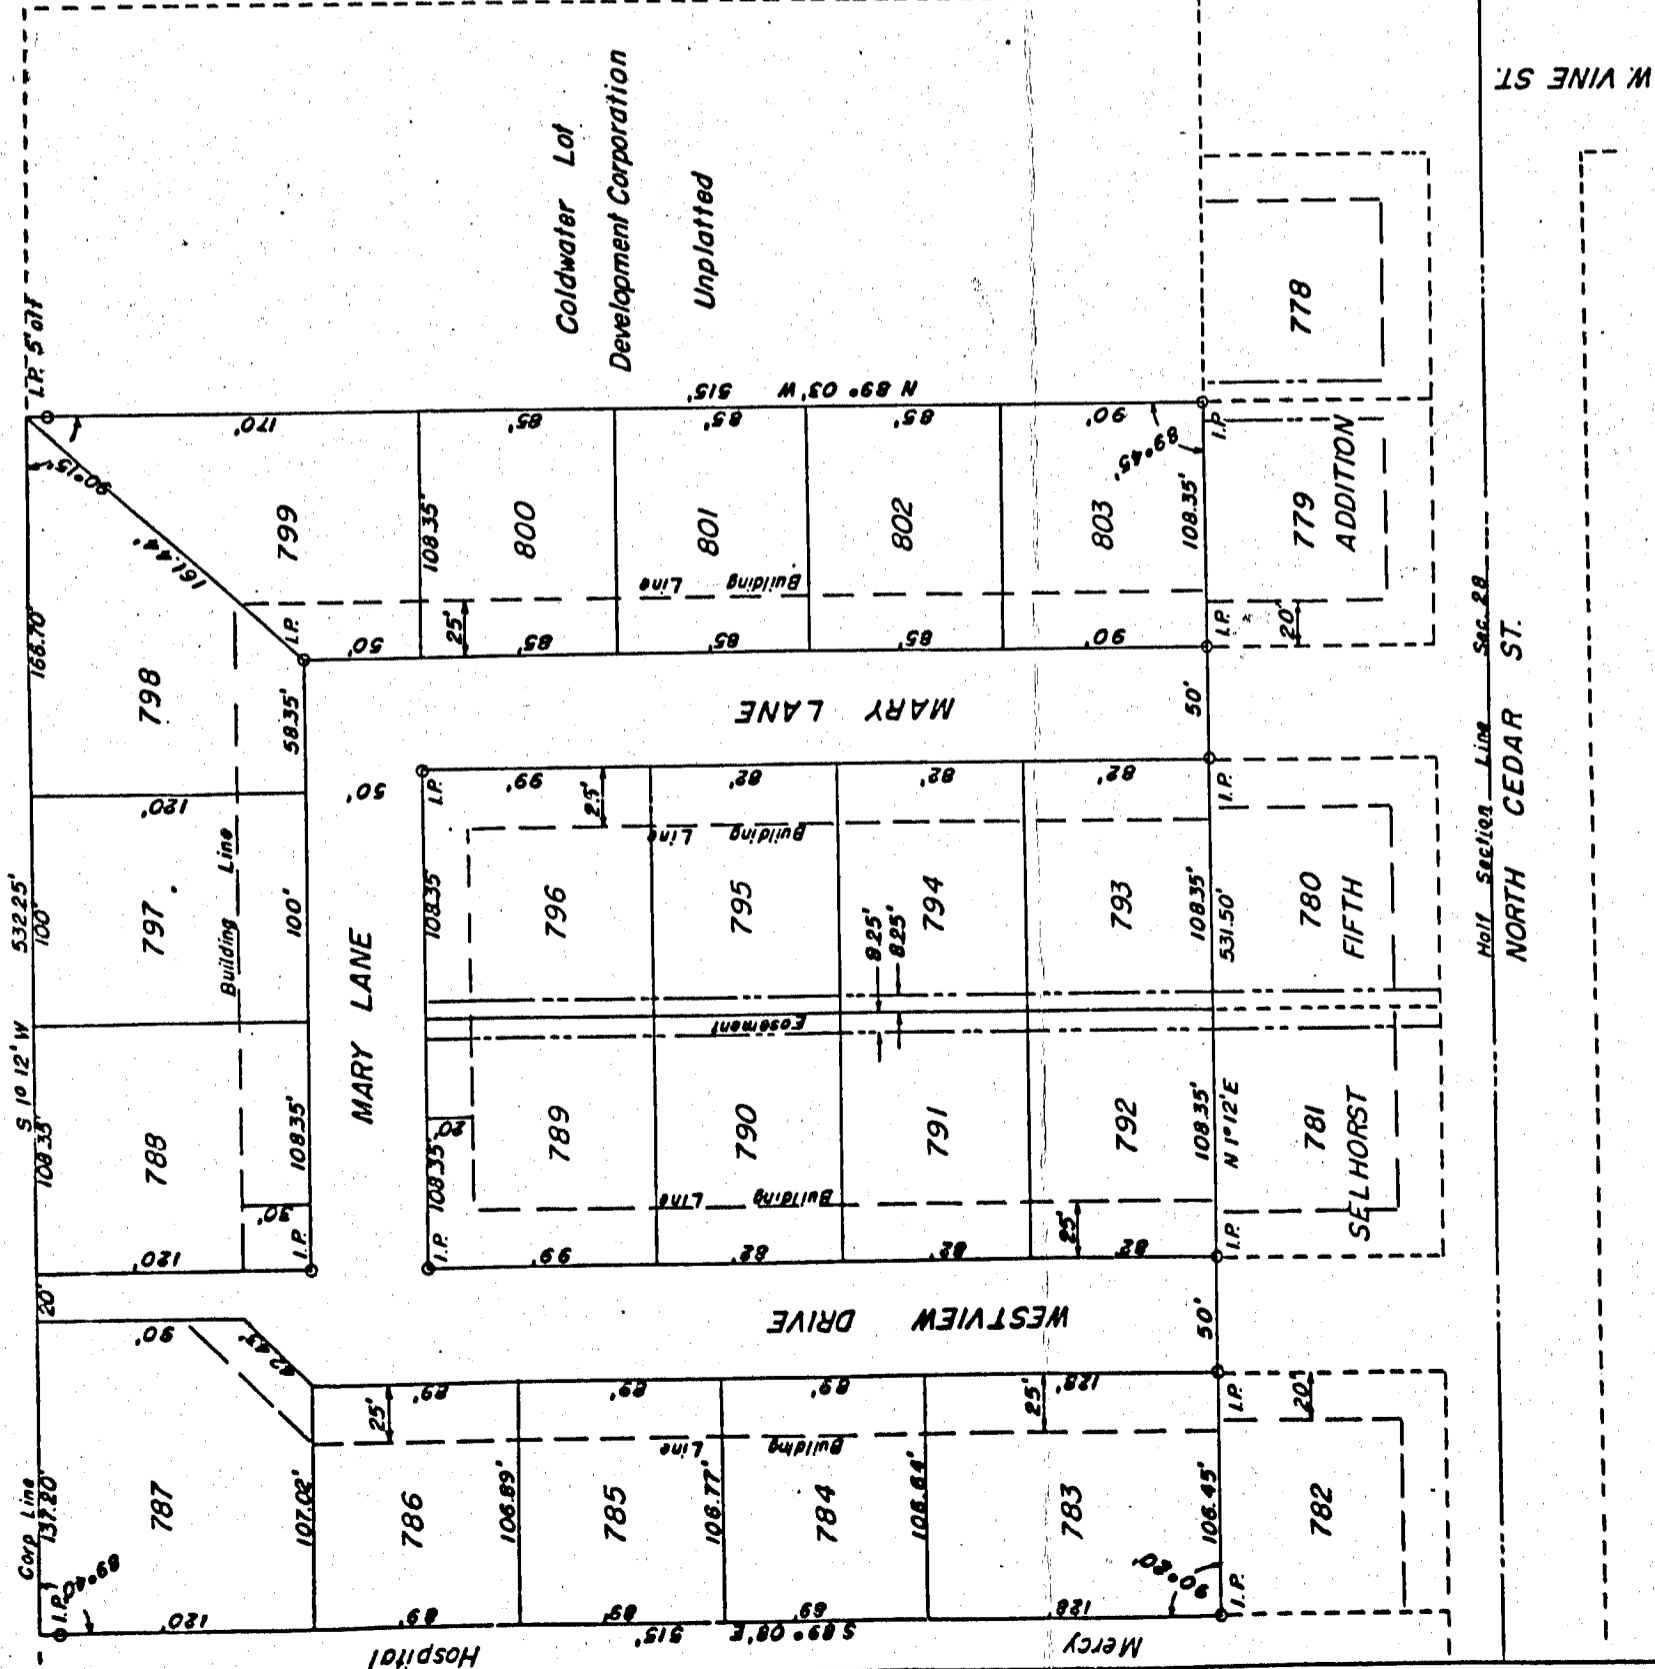 W. VINE ST.
Coldwater Lot
Development Corporation
Unplatted
I.P. 5' off
N 89° 03' W 515'
170'
85'
85'
85'
90'
90°15'
161.44'
166.70'
799
800
801
802
803
108.35'
108.35'
89°45'
I.P.
778
779
ADDITION
Building Line
25'
20'
50'
85'
85'
85'
90'
I.P.
I.P.
798
58.35'
MARY LANE
50'
120'
50'
99'
82'
82'
82'
I.P.
I.P.
25'
Building Line
S 1° 12' W 532.25'
100'
797
Building Line
100'
MARY LANE
108.35'
796
795
794
793
108.35'
531.50'
780
FIFTH
8.25'
8.25'
Easement
108.35'
788
108.35'
30'
I.P.
120'
108.35'
20'
789
790
791
792
108.35'
N 1° 12' E
781
SELHORST
Building Line
25'
I.P.
99'
82'
82'
82'
I.P.
20'
WESTVIEW DRIVE
50'
90'
42.43'
89'
89'
89'
128'
25'
25'
I.P.
20'
Building Line
Corp Line
137.20'
787
107.02'
786
106.89'
785
106.77'
784
106.64'
783
106.45'
782
89°40'
I.P.
90°20'
I.P.
120'
89'
89'
89'
128'
S 89° 08' E 515'
Mercy Hospital
Half Section Line Sec. 28
NORTH CEDAR ST.